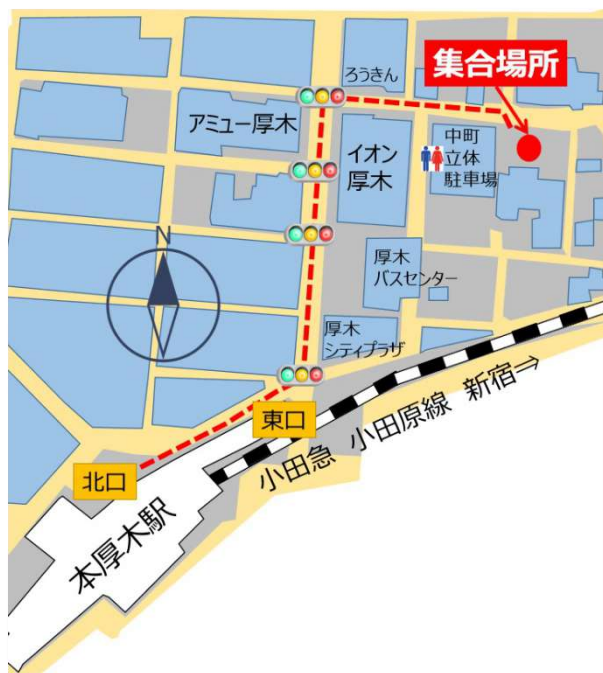 集合場所
ろうきん
アミュー厚木
イオン
厚木
中町
立体
駐車場
N
厚木
バスセンター
厚木
シティプラザ
東口
小田急 小田原線 新宿→
北口
本厚木駅